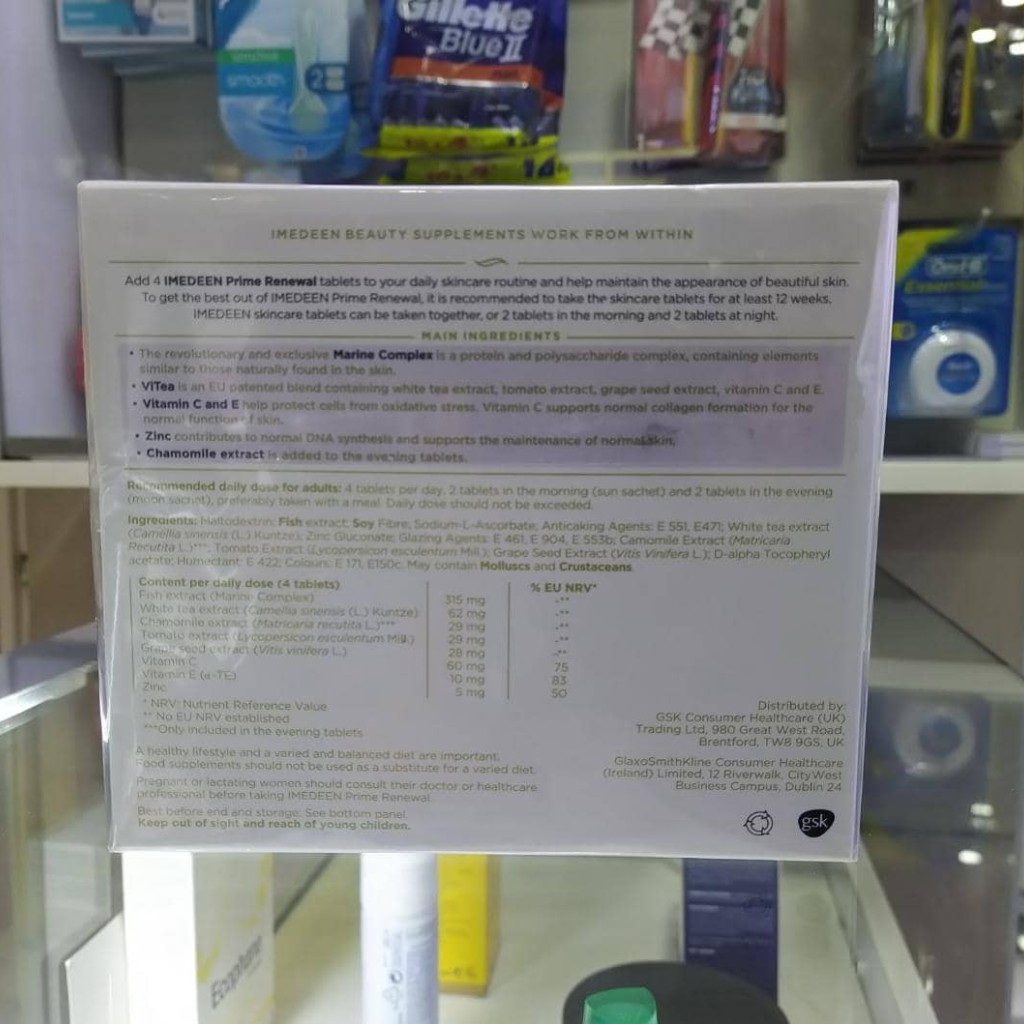 Gillette
Blue II
sensitive
smooth
2
Oral-B
Essential
IMEDEEN BEAUTY SUPPLEMENTS WORK FROM WITHIN
Add 4 IMEDEEN Prime Renewal tablets to your daily skincare routine and help maintain the appearance of beautiful skin.
To get the best out of IMEDEEN Prime Renewal, it is recommended to take the skincare tablets for at least 12 weeks.
IMEDEEN skincare tablets can be taken together, or 2 tablets in the morning and 2 tablets at night.
MAIN INGREDIENTS
• The revolutionary and exclusive Marine Complex is a protein and polysaccharide complex, containing elements
similar to those naturally found in the skin.
• VITea is an EU patented blend containing white tea extract, tomato extract, grape seed extract, vitamin C and E.
• Vitamin C and E help protect cells from oxidative stress. Vitamin C supports normal collagen formation for the
normal function of skin.
• Zinc contributes to normal DNA synthesis and supports the maintenance of normal skin.
• Chamomile extract is added to the evening tablets.
Recommended daily dose for adults: 4 tablets per day, 2 tablets in the morning (sun sachet) and 2 tablets in the evening
(moon sachet), preferably taken with a meal. Daily dose should not be exceeded.
Ingredients: Maltodextrin; Fish extract; Soy Fibre; Sodium-L-Ascorbate; Anticaking Agents: E 551, E471; White tea extract
(Camellia sinensis (L.) Kuntze); Zinc Gluconate; Glazing Agents: E 461, E 904, E 553b; Camomile Extract (Matricaria
Recutita L.)***; Tomato Extract (Lycopersicon esculentum Mill.); Grape Seed Extract (Vitis Vinifera L.); D-alpha Tocopheryl
acetate; Humectant: E 422; Colours: E 171, E150c. May contain Molluscs and Crustaceans.
Content per daily dose (4 tablets) % EU NRV*
Fish extract (Marine Complex) 315 mg -**
White tea extract (Camellia sinensis (L.) Kuntze) 62 mg -**
Chamomile extract (Matricaria recutita L.)*** 29 mg -**
Tomato extract (Lycopersicon esculentum Mill.) 29 mg -**
Grape seed extract (Vitis vinifera L.) 28 mg -**
Vitamin C 60 mg 75
Vitamin E (α-TE) 10 mg 83
Zinc 5 mg 50
* NRV: Nutrient Reference Value
** No EU NRV established
***Only included in the evening tablets
A healthy lifestyle and a varied and balanced diet are important.
Food supplements should not be used as a substitute for a varied diet.
Pregnant or lactating women should consult their doctor or healthcare
professional before taking IMEDEEN Prime Renewal.
Best before end and storage: See bottom panel.
Keep out of sight and reach of young children.
Distributed by:
GSK Consumer Healthcare (UK)
Trading Ltd, 980 Great West Road,
Brentford, TW8 9GS, UK
GlaxoSmithKline Consumer Healthcare
(Ireland) Limited, 12 Riverwalk, CityWest
Business Campus, Dublin 24
gsk
Ecophane